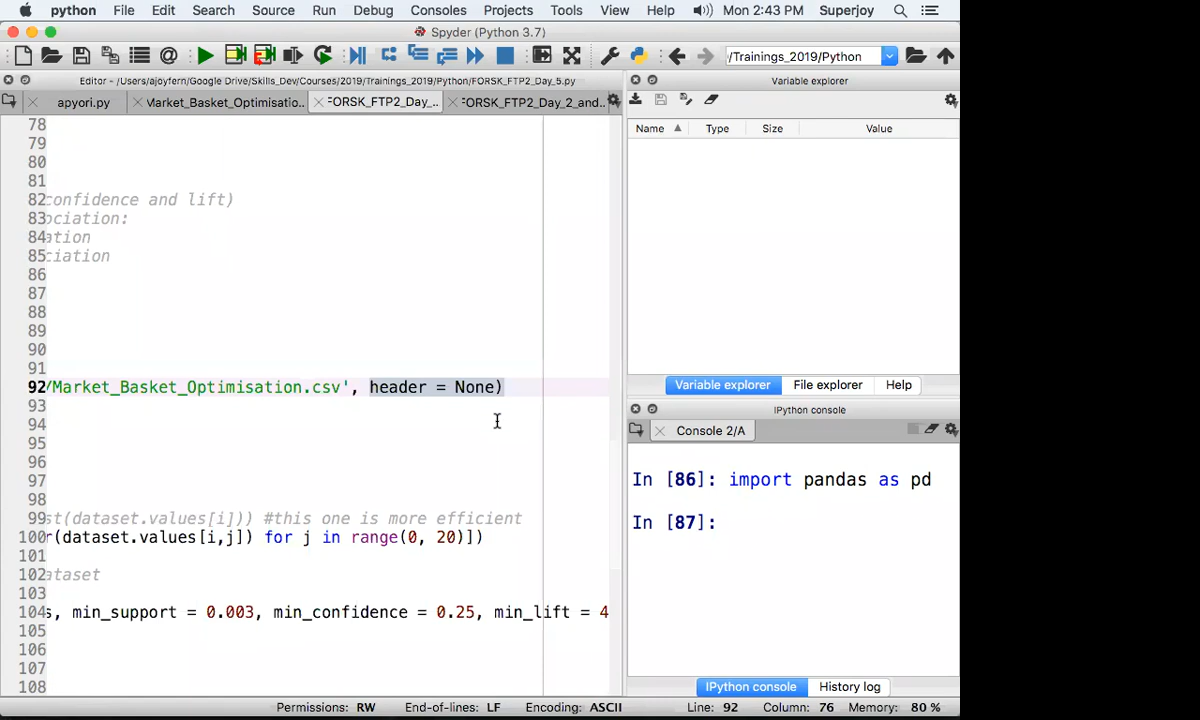 python File Edit Search Source Run Debug Consoles Projects Tools View Help Mon 2:43 PM Superjoy
Spyder (Python 3.7)
/Trainings_2019/Python
Editor - /Users/ajoyfern/Google Drive/Skills_Dev/Courses/2019/Trainings_2019/Python/FORSK_FTP2_Day_5.py
apyori.py Market_Basket_Optimisatio... FORSK_FTP2_Day_... FORSK_FTP2_Day_2_and...
78
79
80
81
82 confidence and lift)
83 ociation:
84 ation
85 ciation
86
87
88
89
90
91
92 /Market_Basket_Optimisation.csv', header = None)
93
94
95
96
97
98
99 st(dataset.values[i])) #this one is more efficient
100 r(dataset.values[i,j]) for j in range(0, 20)])
101
102 ataset
103
104 s, min_support = 0.003, min_confidence = 0.25, min_lift = 4
105
106
107
108
Variable explorer
Name Type Size Value
Variable explorer File explorer Help
IPython console
Console 2/A
In [86]: import pandas as pd
In [87]:
IPython console History log
Permissions: RW End-of-lines: LF Encoding: ASCII Line: 92 Column: 76 Memory: 80 %